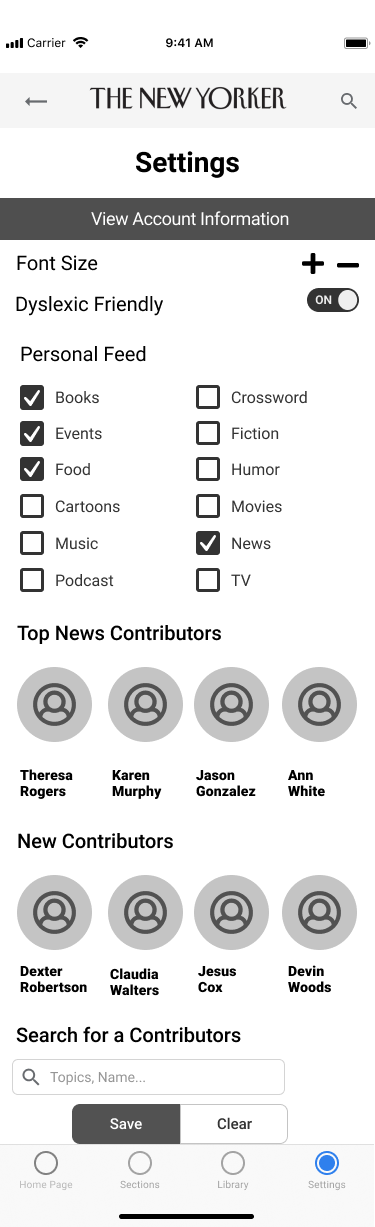 Carrier 9:41 AM
THE NEW YORKER
Settings
View Account Information
Font Size
Dyslexic Friendly ON
Personal Feed
Books Crossword
Events Fiction
Food Humor
Cartoons Movies
Music News
Podcast TV
Top News Contributors
Theresa Karen Jason Ann
Rogers Murphy Gonzalez White
New Contributors
Dexter Claudia Jesus Devin
Robertson Walters Cox Woods
Search for a Contributors
Topics, Name...
Save Clear
Home Page Sections Library Settings